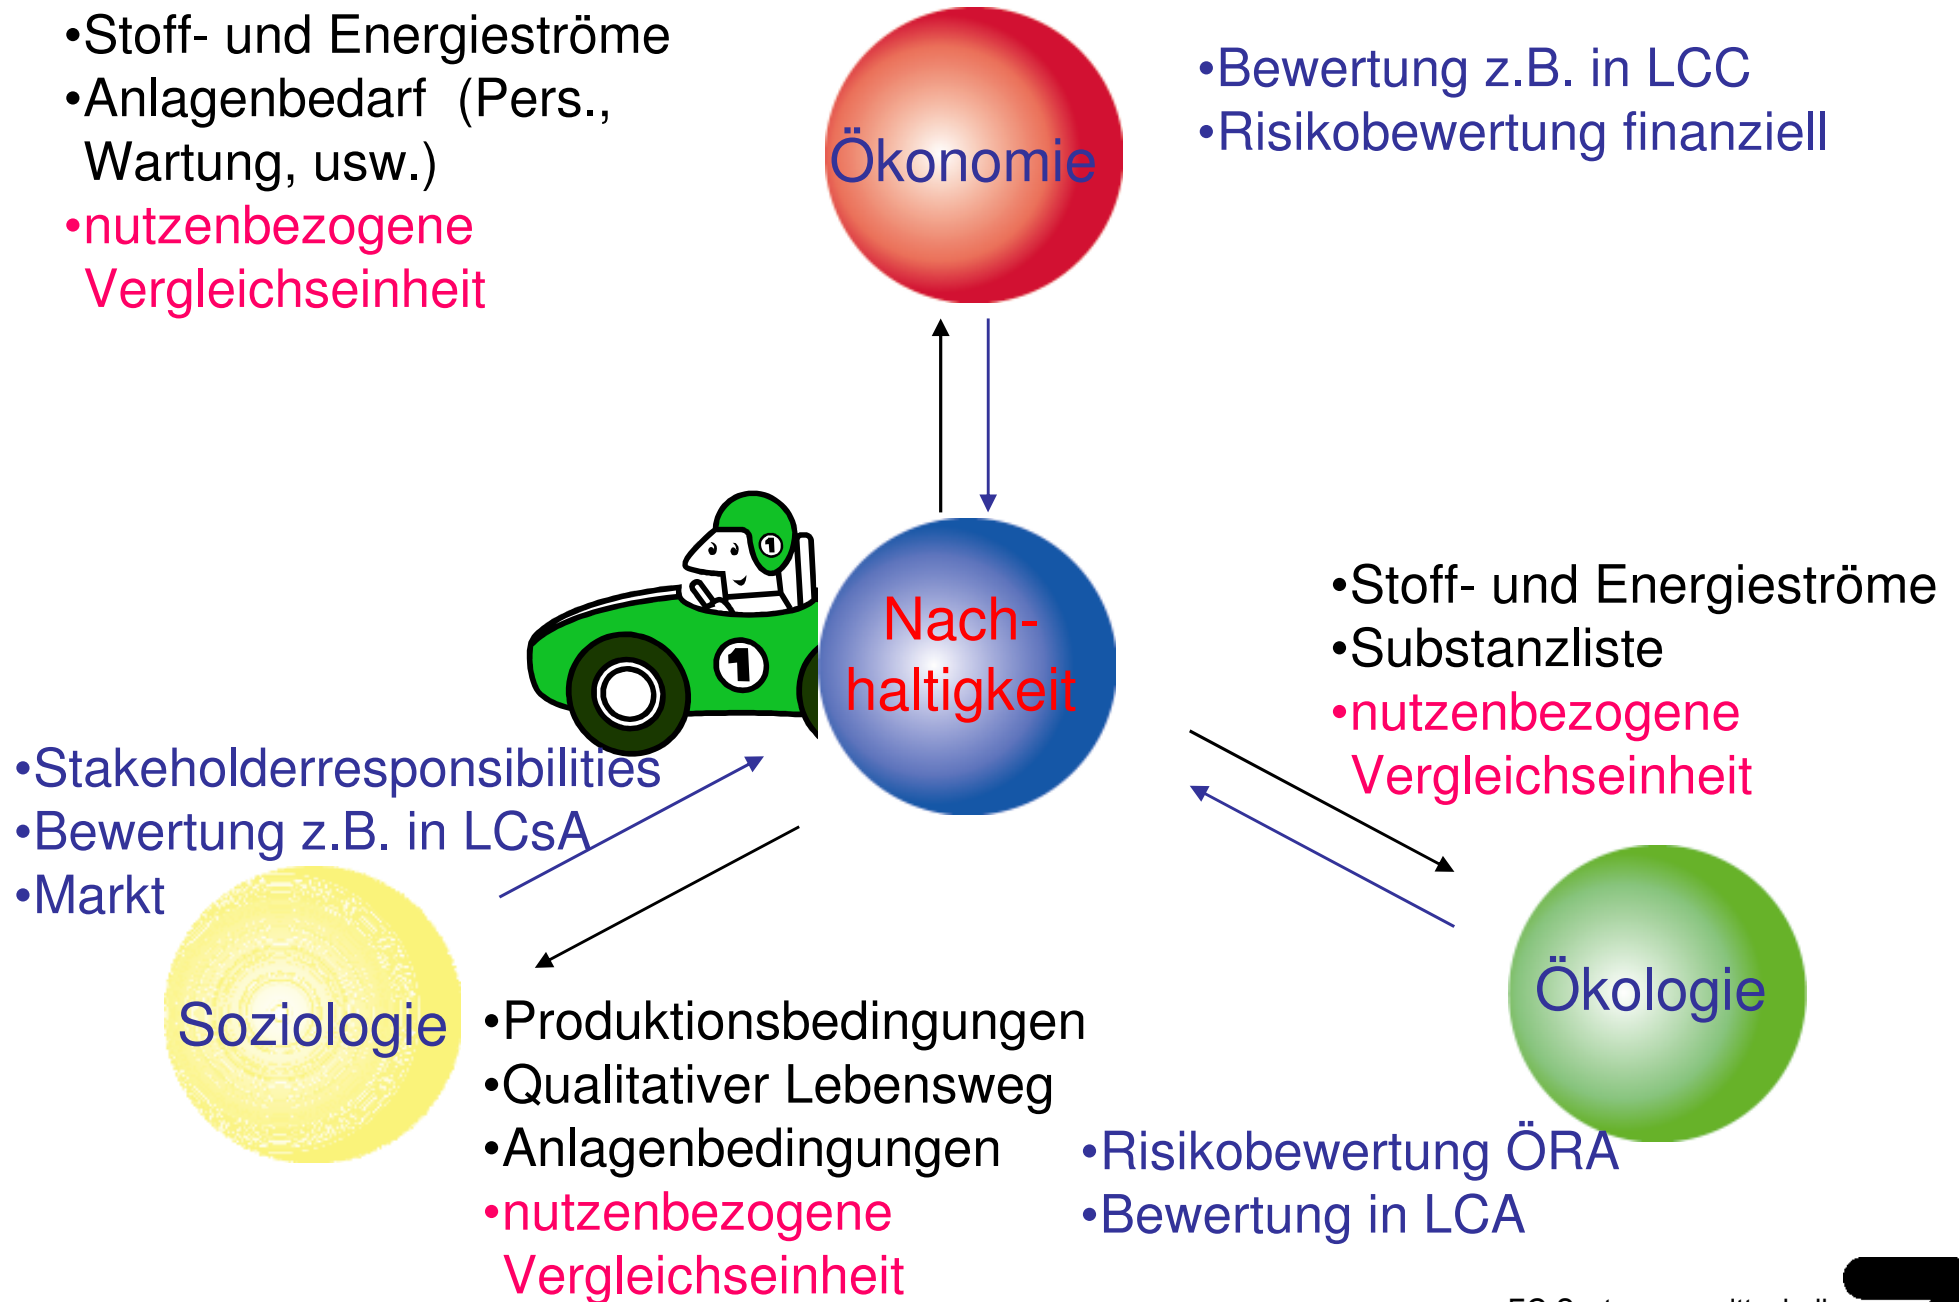 •Stoff- und Energieströme
•Anlagenbedarf (Pers.,
Wartung, usw.)
•nutzenbezogene
Vergleichseinheit
Ökonomie
•Bewertung z.B. in LCC
•Risikobewertung finanziell
1
1
Nach-
haltigkeit
•Stoff- und Energieströme
•Substanzliste
•nutzenbezogene
Vergleichseinheit
•Stakeholderresponsibilities
•Bewertung z.B. in LCsA
•Markt
Soziologie
•Produktionsbedingungen
•Qualitativer Lebensweg
•Anlagenbedingungen
•nutzenbezogene
Vergleichseinheit
Ökologie
•Risikobewertung ÖRA
•Bewertung in LCA